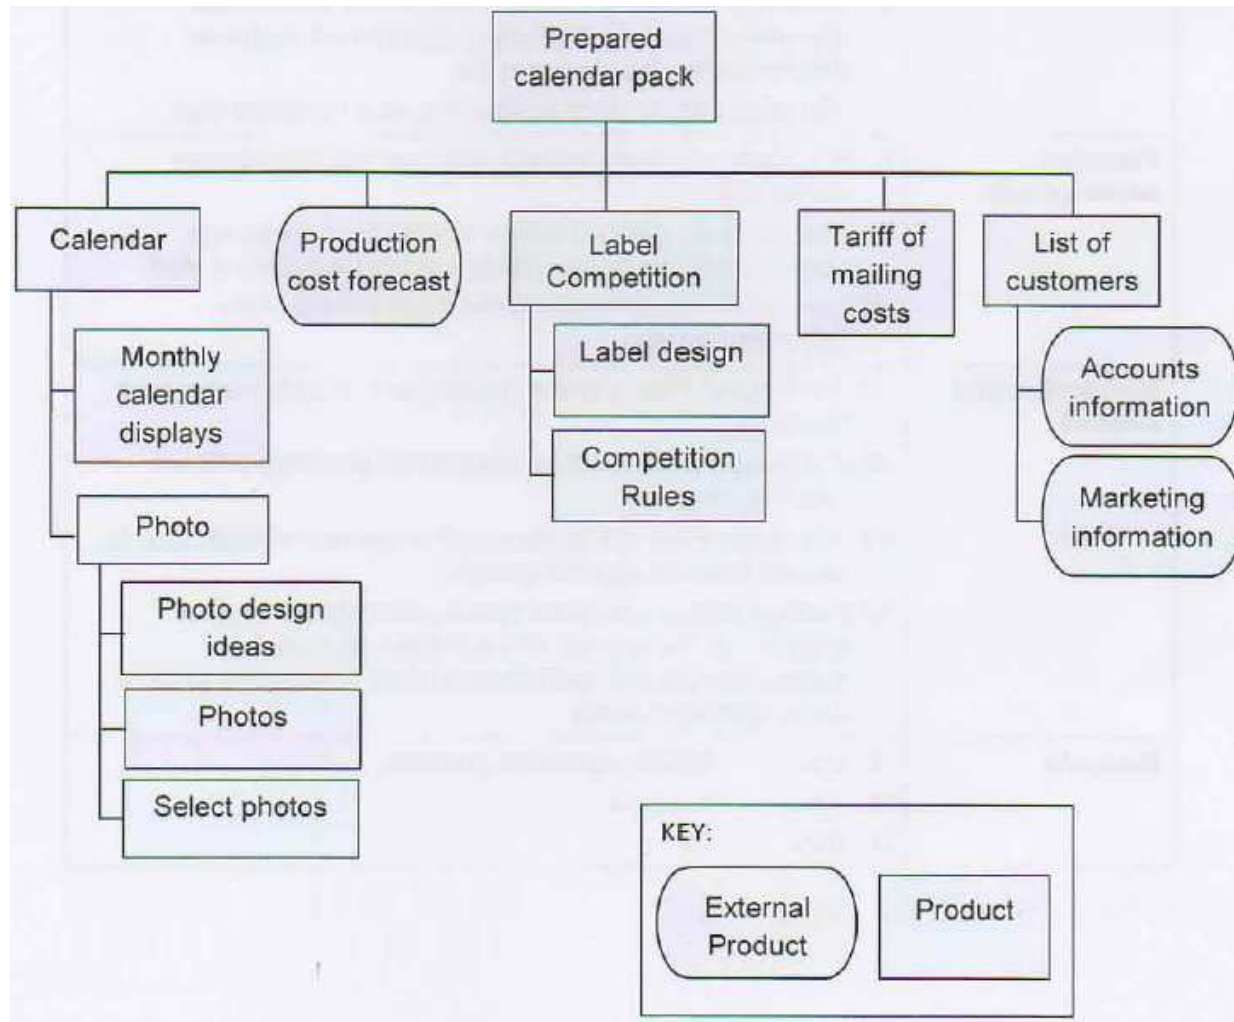 Prepared
calendar pack
Calendar
Production
cost forecast
Label
Competition
Tariff of
mailing
costs
List of
customers
Monthly
calendar
displays
Label design
Accounts
information
Competition
Rules
Marketing
information
Photo
Photo design
ideas
Photos
Select photos
KEY:
External
Product
Product